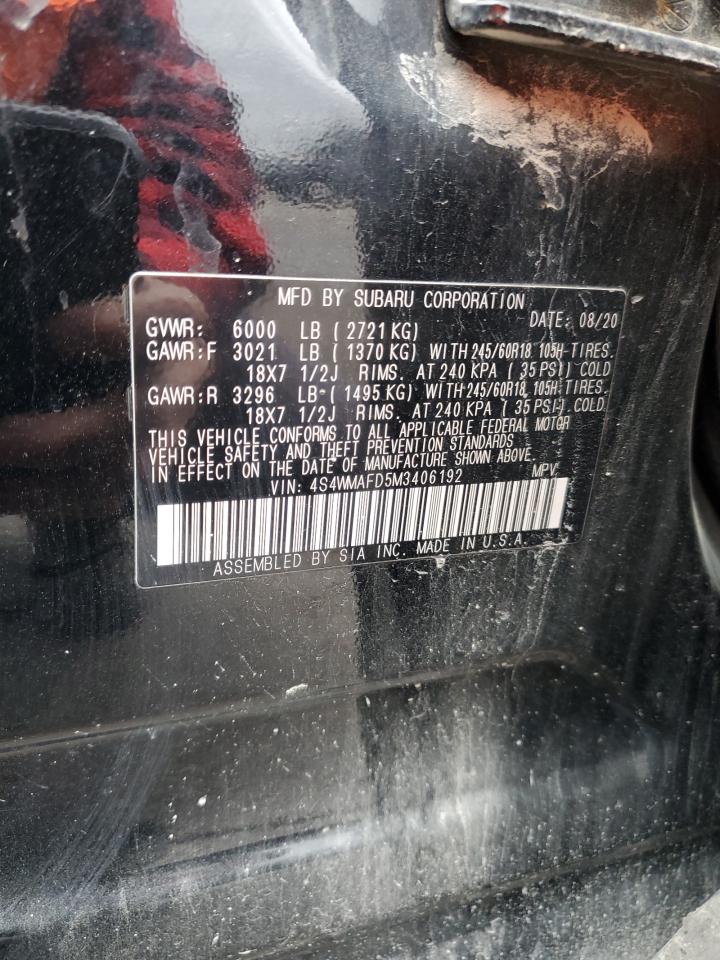 MFD BY SUBARU CORPORATION
DATE: 08/20
GVWR: 6000 LB ( 2721 KG)
GAWR:F 3021 LB ( 1370 KG) WITH 245/60R18 105H TIRES.
18X7 1/2J RIMS. AT 240 KPA ( 35 PSI) COLD
GAWR:R 3296 LB ( 1495 KG) WITH 245/60R18 105H TIRES.
18X7 1/2J RIMS. AT 240 KPA ( 35 PSI) COLD.
THIS VEHICLE CONFORMS TO ALL APPLICABLE FEDERAL MOTOR
VEHICLE SAFETY AND THEFT PREVENTION STANDARDS
IN EFFECT ON THE DATE OF MANUFACTURE SHOWN ABOVE.
VIN: 4S4WMAFD5M3406192 MPV
ASSEMBLED BY SIA INC. MADE IN U.S.A.